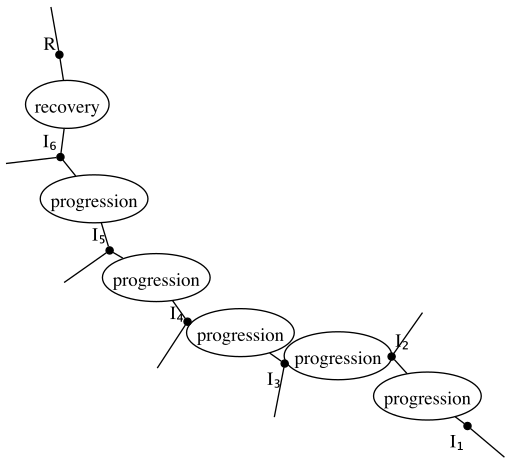 R
recovery
I₆
progression
I₅
progression
I₄
progression
I₃
progression
I₂
progression
I₁